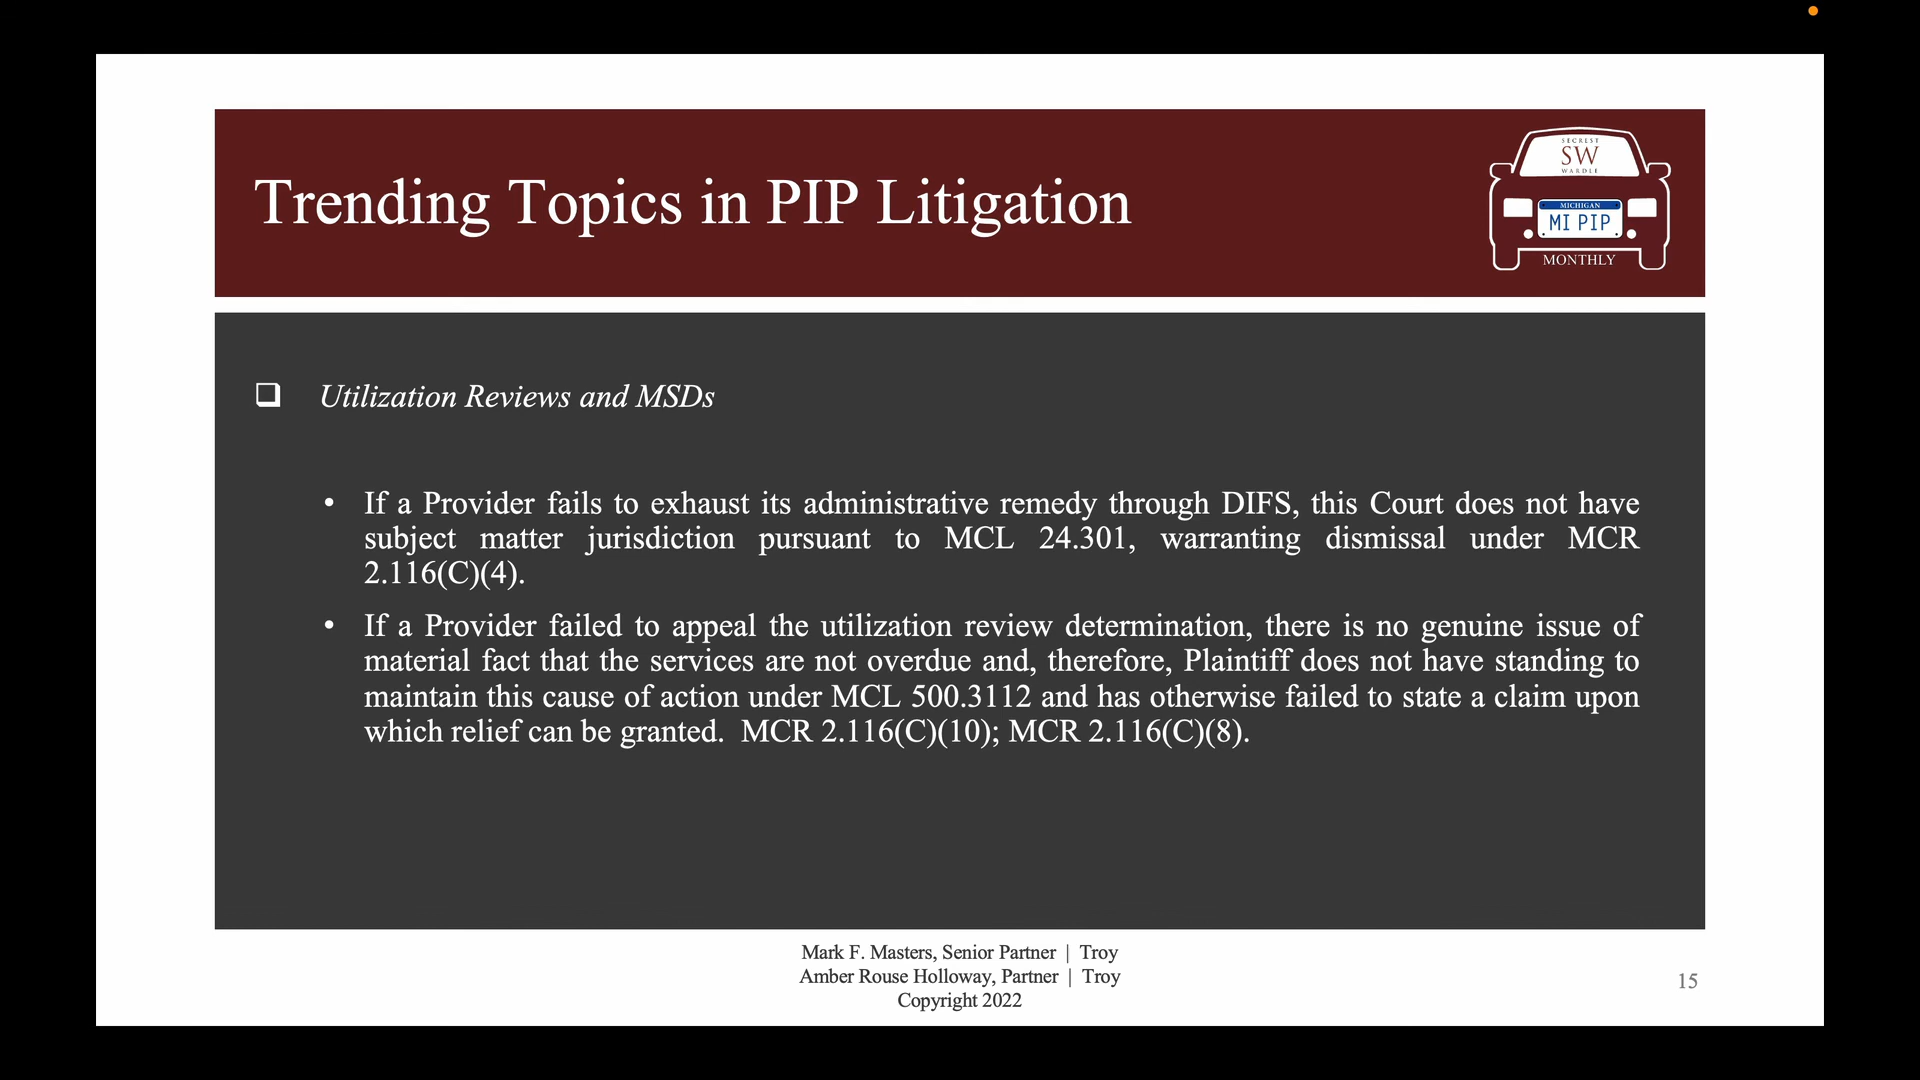 Trending Topics in PIP Litigation
SECREST
SW
WARDLE
MICHIGAN
MI PIP
MONTHLY
Utilization Reviews and MSDs
• If a Provider fails to exhaust its administrative remedy through DIFS, this Court does not have
subject matter jurisdiction pursuant to MCL 24.301, warranting dismissal under MCR
2.116(C)(4).
• If a Provider failed to appeal the utilization review determination, there is no genuine issue of
material fact that the services are not overdue and, therefore, Plaintiff does not have standing to
maintain this cause of action under MCL 500.3112 and has otherwise failed to state a claim upon
which relief can be granted.  MCR 2.116(C)(10); MCR 2.116(C)(8).
Mark F. Masters, Senior Partner | Troy
Amber Rouse Holloway, Partner | Troy
Copyright 2022
15